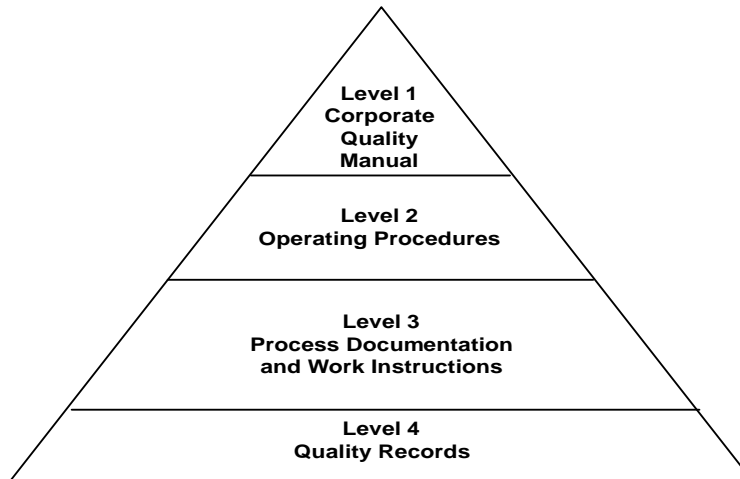 Level 1
Corporate
Quality
Manual
Level 2
Operating Procedures
Level 3
Process Documentation
and Work Instructions
Level 4
Quality Records